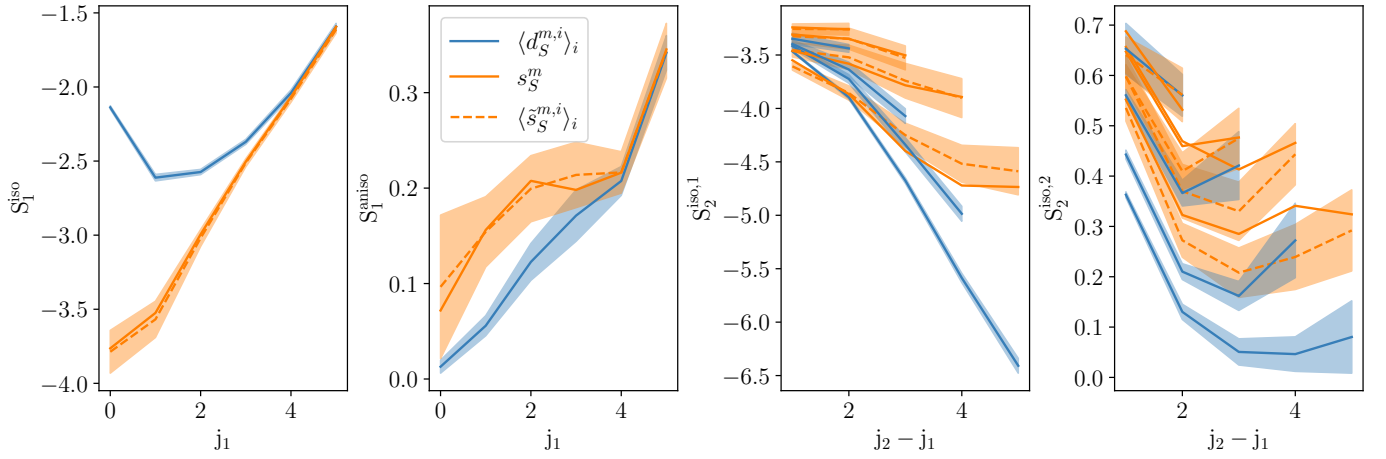 −1.5
−2.0
−2.5
−3.0
−3.5
−4.0
S₁^iso
0 2 4
j₁
0.3
0.2
0.1
0.0
S₁^aniso
0 2 4
j₁
⟨d_S^{m,i}⟩_i
s_S^m
⟨s̃_S^{m,i}⟩_i
−3.5
−4.0
−4.5
−5.0
−5.5
−6.0
−6.5
S₂^{iso,1}
2 4
j₂ − j₁
0.7
0.6
0.5
0.4
0.3
0.2
0.1
0.0
S₂^{iso,2}
2 4
j₂ − j₁